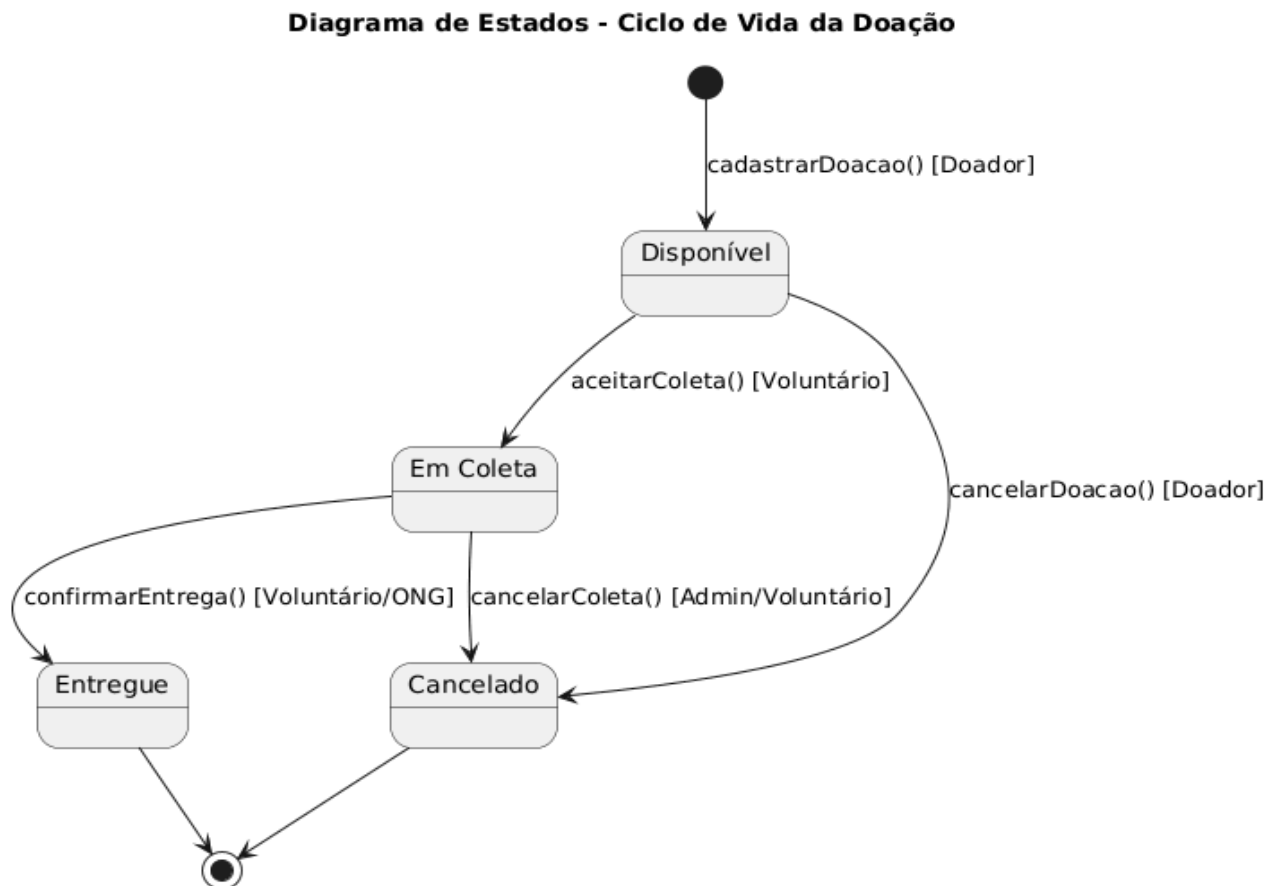 Diagrama de Estados - Ciclo de Vida da Doação
cadastrarDoacao() [Doador]
Disponível
aceitarColeta() [Voluntário]
Em Coleta
cancelarDoacao() [Doador]
confirmarEntrega() [Voluntário/ONG]
cancelarColeta() [Admin/Voluntário]
Entregue
Cancelado